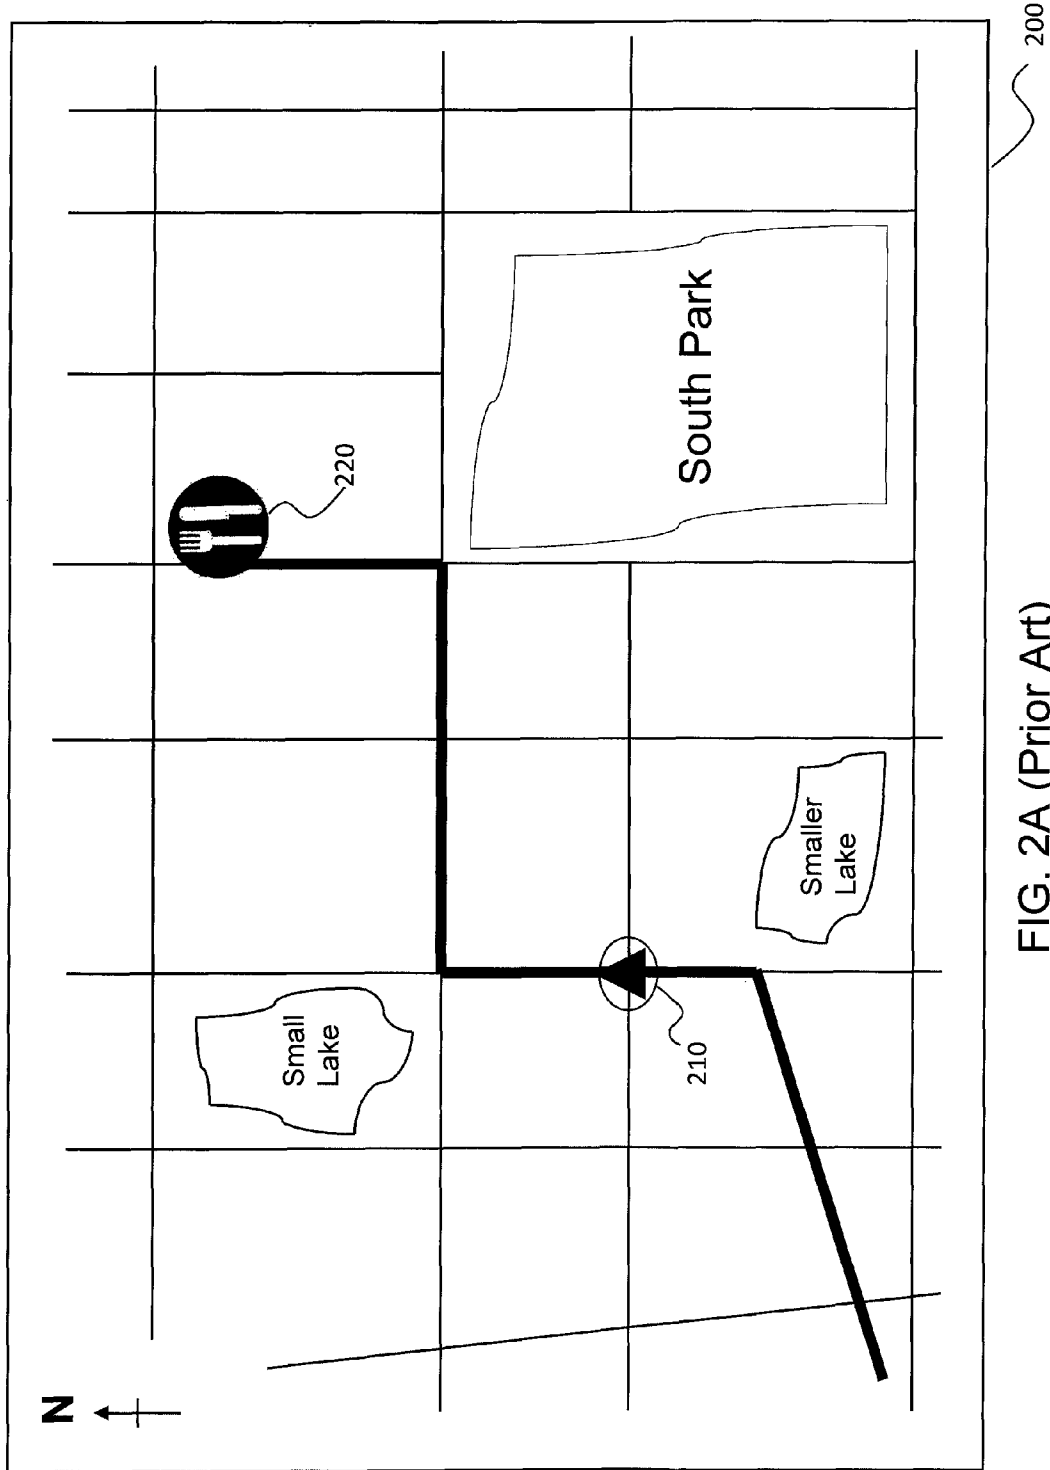 N
220
Small
Lake
South Park
210
Smaller
Lake
200
FIG. 2A (Prior Art)